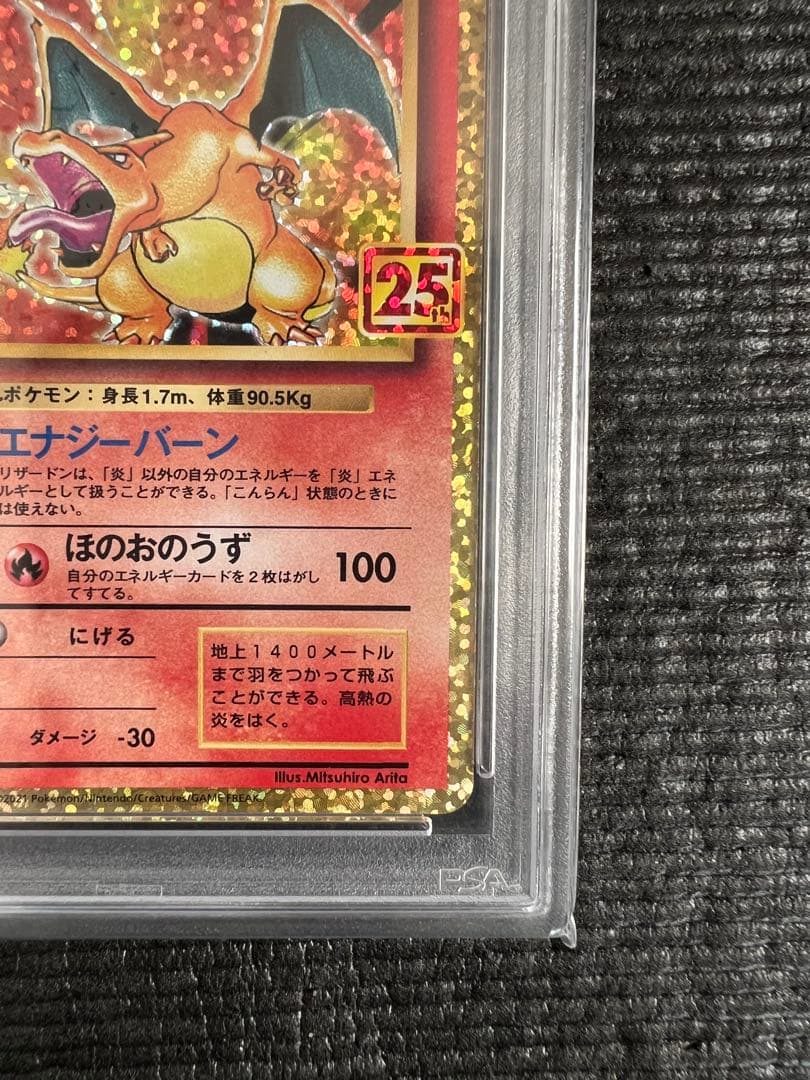 25th
ポケモン：身長1.7m、体重90.5Kg
エナジーバーン
リザードンは、「炎」以外の自分のエネルギーを「炎」エネ
ルギーとして扱うことができる。「こんらん」状態のときに
は使えない。
ほのおのうず 100
自分のエネルギーカードを２枚はがし
てすてる。
にげる
地上１４００メートル
まで羽をつかって飛ぶ
ことができる。高熱の
炎をはく。
ダメージ -30
Illus.Mitsuhiro Arita
©2021 Pokémon/Nintendo/Creatures/GAME FREAK.
PSA